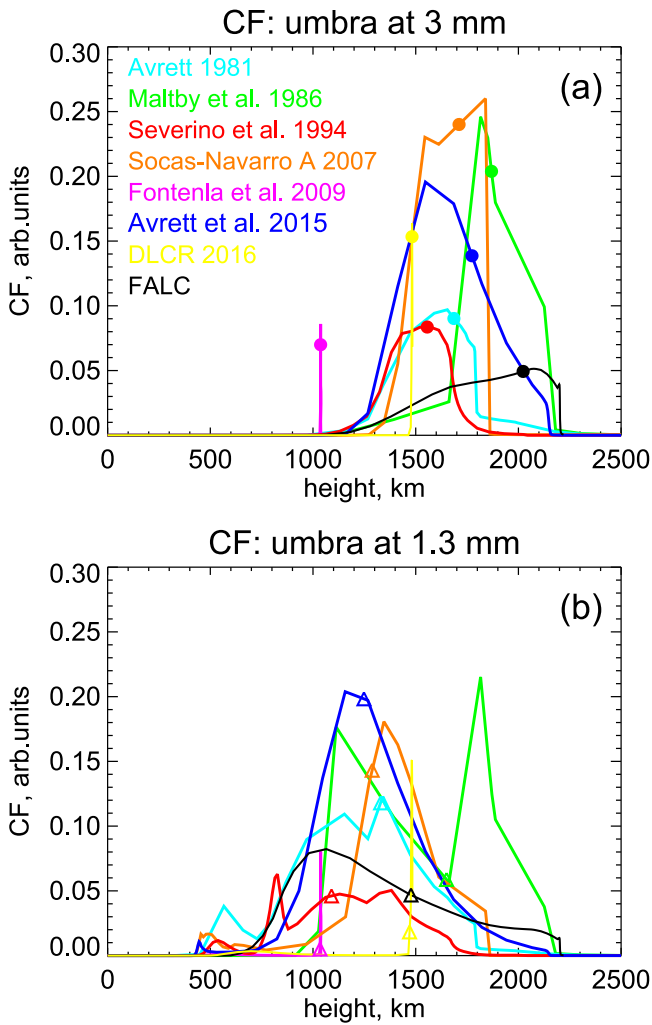 CF: umbra at 3 mm
0.30
0.25
0.20
0.15
0.10
0.05
0.00
CF, arb.units
Avrett 1981
Maltby et al. 1986
Severino et al. 1994
Socas-Navarro A 2007
Fontenla et al. 2009
Avrett et al. 2015
DLCR 2016
FALC
(a)
0 500 1000 1500 2000 2500
height, km
CF: umbra at 1.3 mm
0.30
0.25
0.20
0.15
0.10
0.05
0.00
CF, arb.units
(b)
0 500 1000 1500 2000 2500
height, km